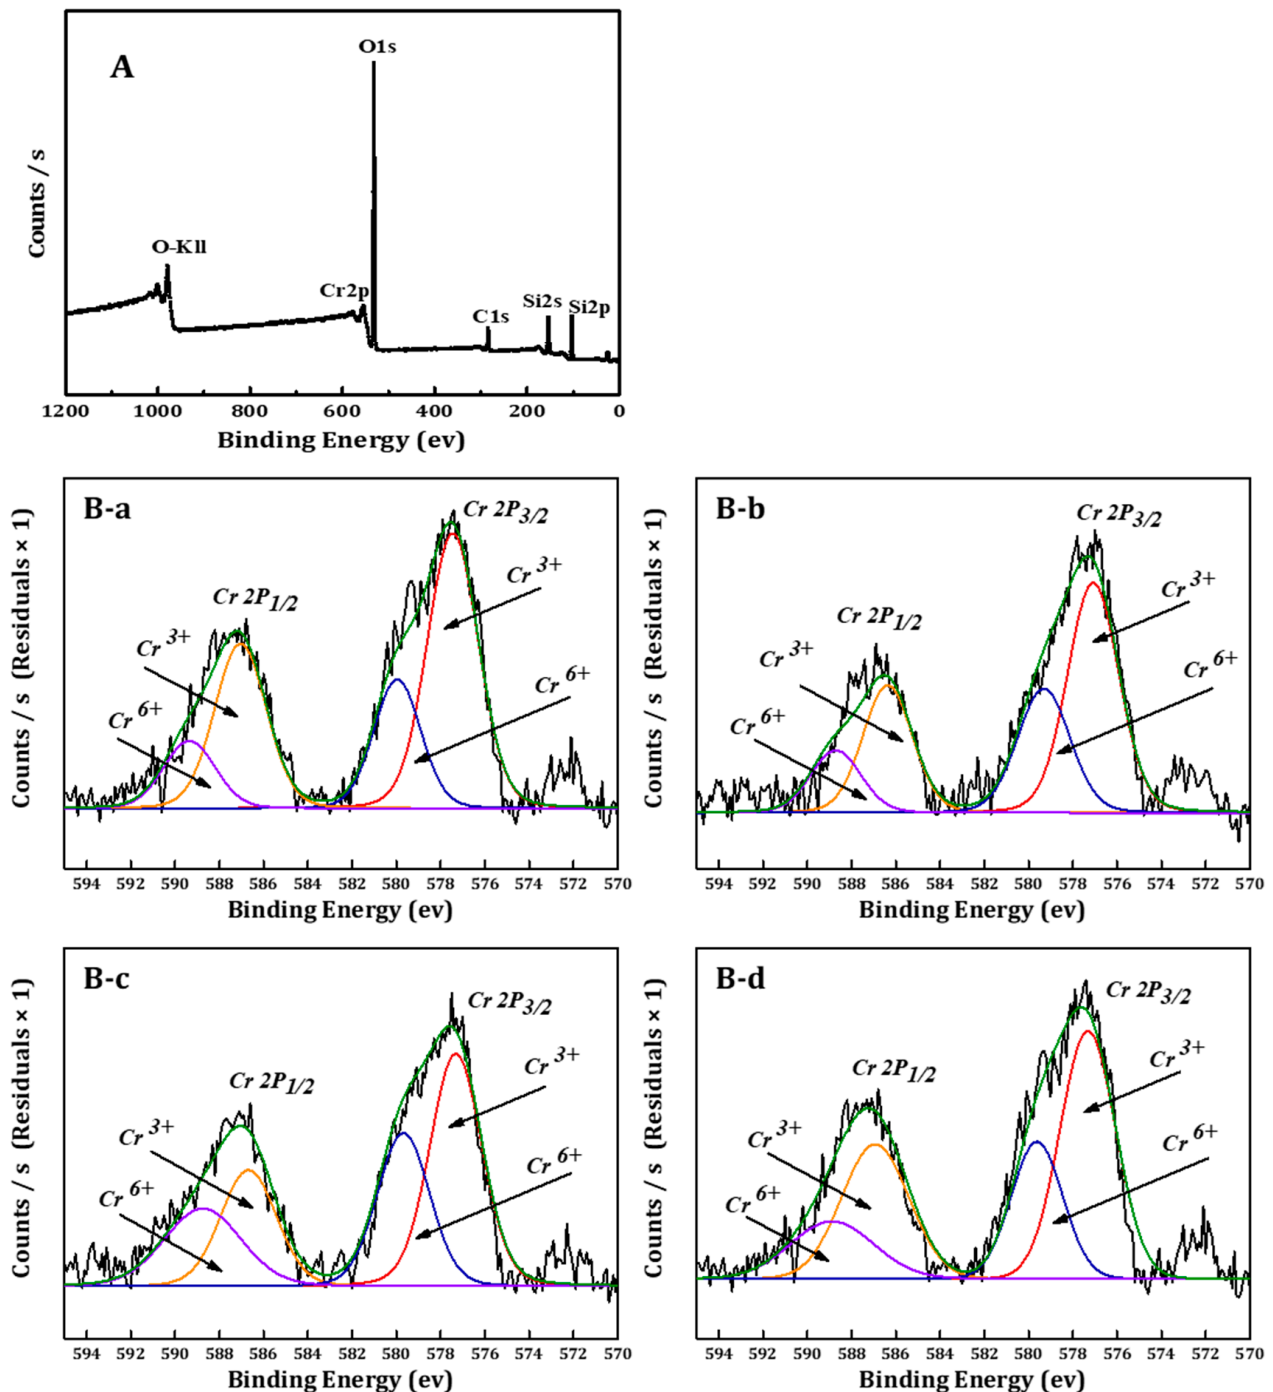 A
O1s
O-Kll
Cr2p
C1s
Si2s
Si2p
Counts / s
1200 1000 800 600 400 200 0
Binding Energy (ev)
B-a
Cr 2P3/2
Cr 3+
Cr 2P1/2
Cr 3+
Cr 6+
Cr 6+
Counts / s (Residuals × 1)
594 592 590 588 586 584 582 580 578 576 574 572 570
Binding Energy (ev)
B-b
Cr 2P3/2
Cr 3+
Cr 2P1/2
Cr 3+
Cr 6+
Cr 6+
Counts / s (Residuals × 1)
594 592 590 588 586 584 582 580 578 576 574 572 570
Binding Energy (ev)
B-c
Cr 2P3/2
Cr 3+
Cr 2P1/2
Cr 3+
Cr 6+
Cr 6+
Counts / s (Residuals × 1)
594 592 590 588 586 584 582 580 578 576 574 572 570
Binding Energy (ev)
B-d
Cr 2P3/2
Cr 3+
Cr 2P1/2
Cr 3+
Cr 6+
Cr 6+
Counts / s (Residuals × 1)
594 592 590 588 586 584 582 580 578 576 574 572 570
Binding Energy (ev)